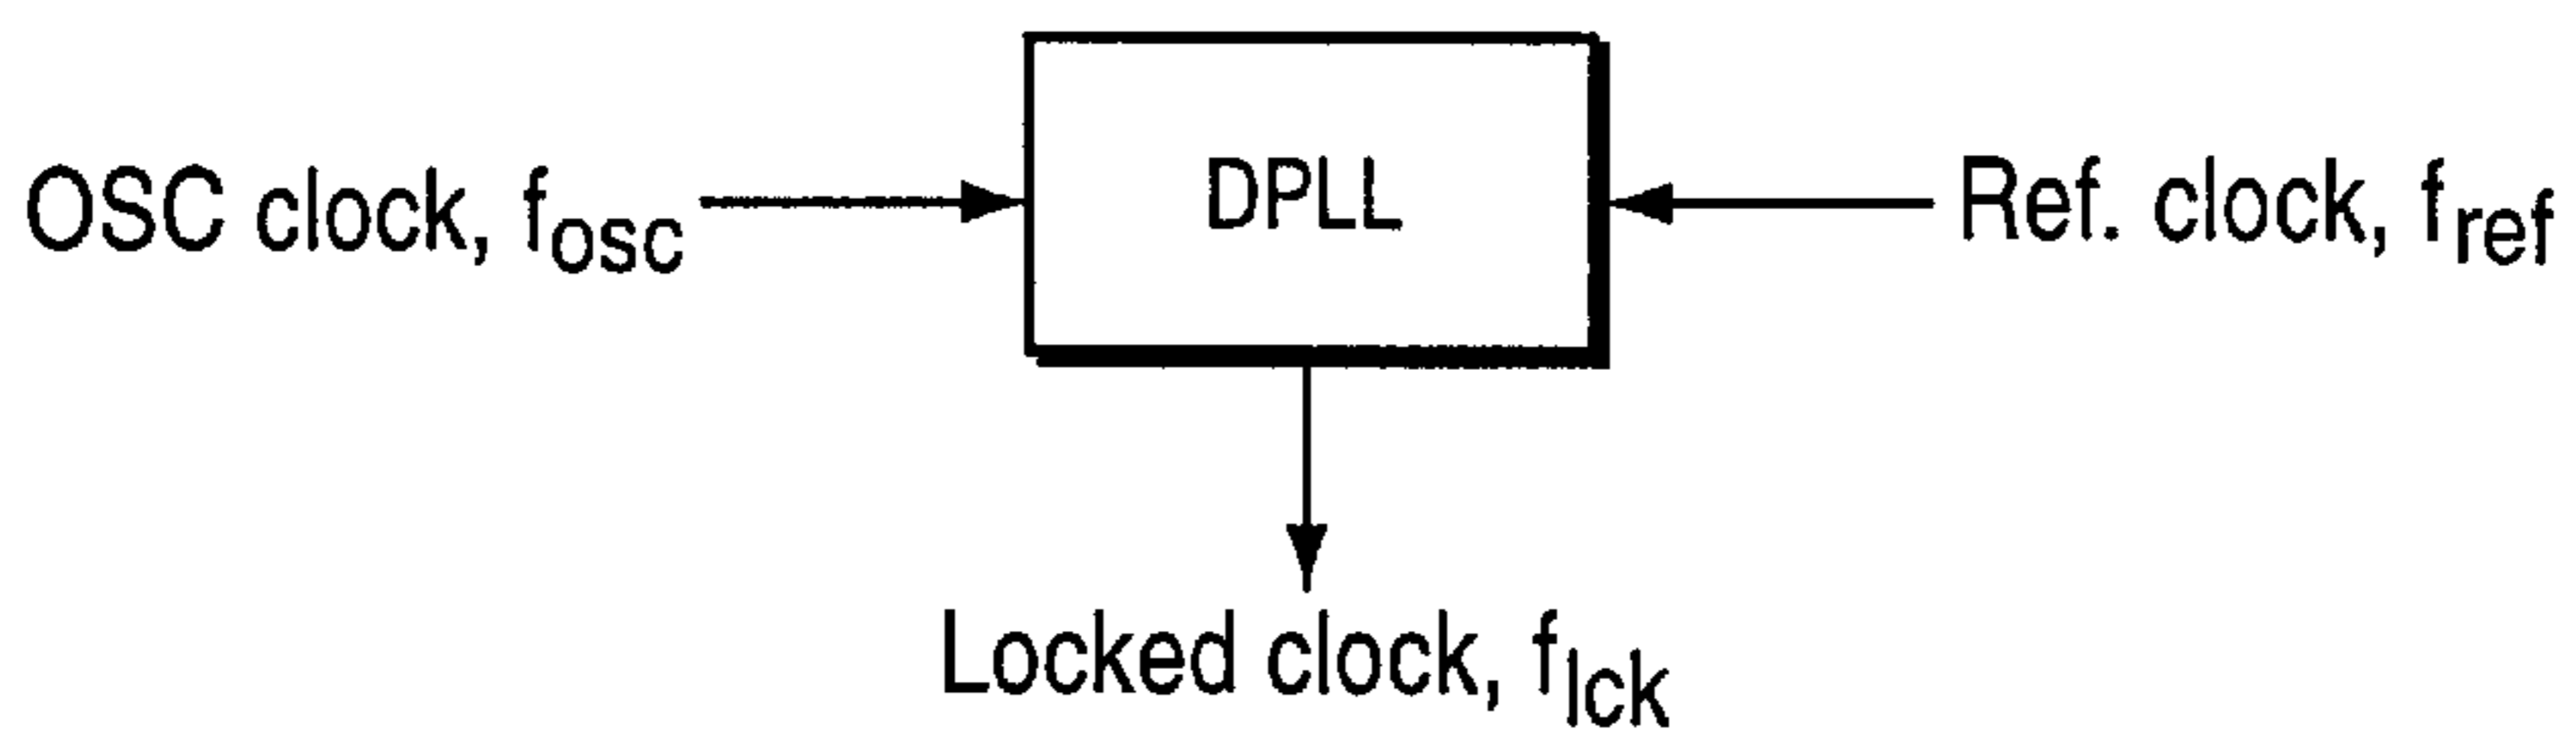 DPLL
OSC clock, fosc
Ref. clock, fref
Locked clock, flck